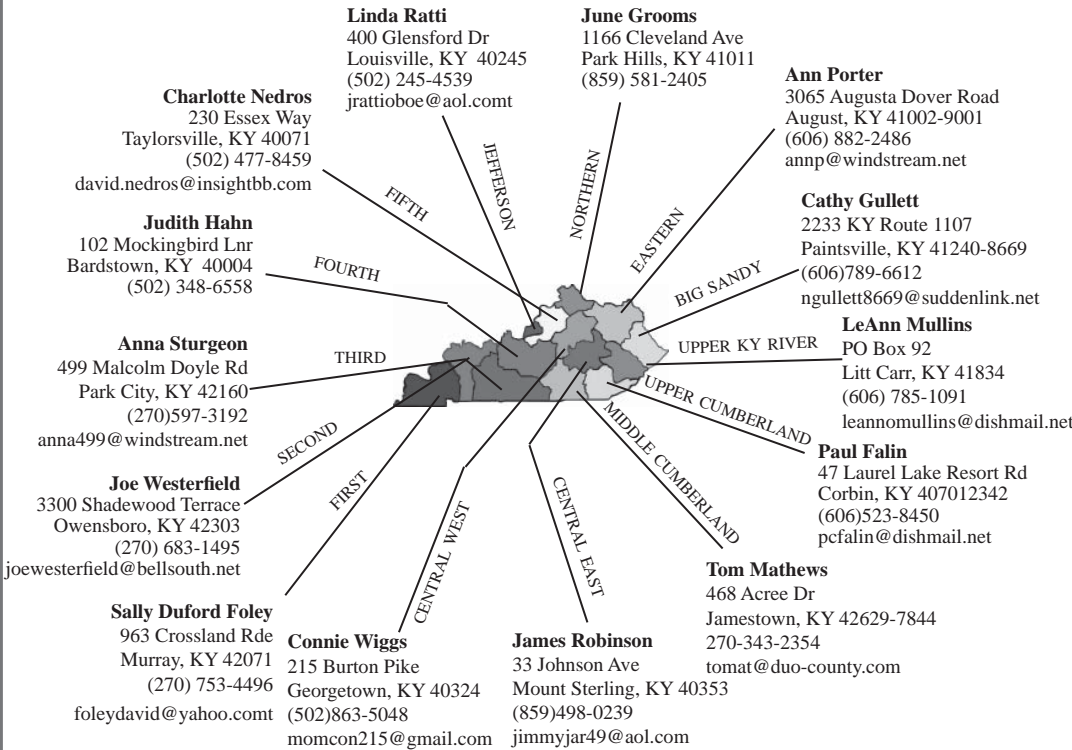 Linda Ratti
400 Glensford Dr
Louisville, KY 40245
(502) 245-4539
jrattioboe@aol.comt
June Grooms
1166 Cleveland Ave
Park Hills, KY 41011
(859) 581-2405
Ann Porter
3065 Augusta Dover Road
August, KY 41002-9001
(606) 882-2486
annp@windstream.net
Charlotte Nedros
230 Essex Way
Taylorsville, KY 40071
(502) 477-8459
david.nedros@insightbb.com
Cathy Gullett
2233 KY Route 1107
Paintsville, KY 41240-8669
(606)789-6612
ngullett8669@suddenlink.net
Judith Hahn
102 Mockingbird Lnr
Bardstown, KY 40004
(502) 348-6558
JEFFERSON
NORTHERN
FIFTH
EASTERN
FOURTH
BIG SANDY
LeAnn Mullins
PO Box 92
Litt Carr, KY 41834
(606) 785-1091
leannomullins@dishmail.net
Anna Sturgeon
499 Malcolm Doyle Rd
Park City, KY 42160
(270)597-3192
anna499@windstream.net
THIRD
UPPER KY RIVER
UPPER CUMBERLAND
SECOND
MIDDLE CUMBERLAND
FIRST
CENTRAL WEST
CENTRAL EAST
Paul Falin
47 Laurel Lake Resort Rd
Corbin, KY 407012342
(606)523-8450
pcfalin@dishmail.net
Joe Westerfield
3300 Shadewood Terrace
Owensboro, KY 42303
(270) 683-1495
joewesterfield@bellsouth.net
Tom Mathews
468 Acree Dr
Jamestown, KY 42629-7844
270-343-2354
tomat@duo-county.com
Sally Duford Foley
963 Crossland Rde
Murray, KY 42071
(270) 753-4496
foleydavid@yahoo.comt
Connie Wiggs
215 Burton Pike
Georgetown, KY 40324
(502)863-5048
momcon215@gmail.com
James Robinson
33 Johnson Ave
Mount Sterling, KY 40353
(859)498-0239
jimmyjar49@aol.com